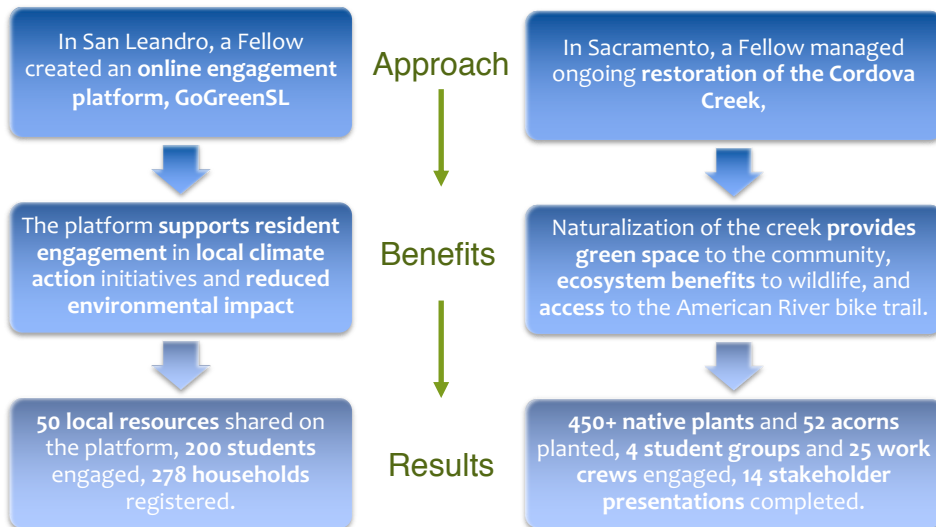 In San Leandro, a Fellow
created an online engagement
platform, GoGreenSL
Approach
In Sacramento, a Fellow managed
ongoing restoration of the Cordova
Creek,
The platform supports resident
engagement in local climate
action initiatives and reduced
environmental impact
Benefits
Naturalization of the creek provides
green space to the community,
ecosystem benefits to wildlife, and
access to the American River bike trail.
50 local resources shared on
the platform, 200 students
engaged, 278 households
registered.
Results
450+ native plants and 52 acorns
planted, 4 student groups and 25 work
crews engaged, 14 stakeholder
presentations completed.